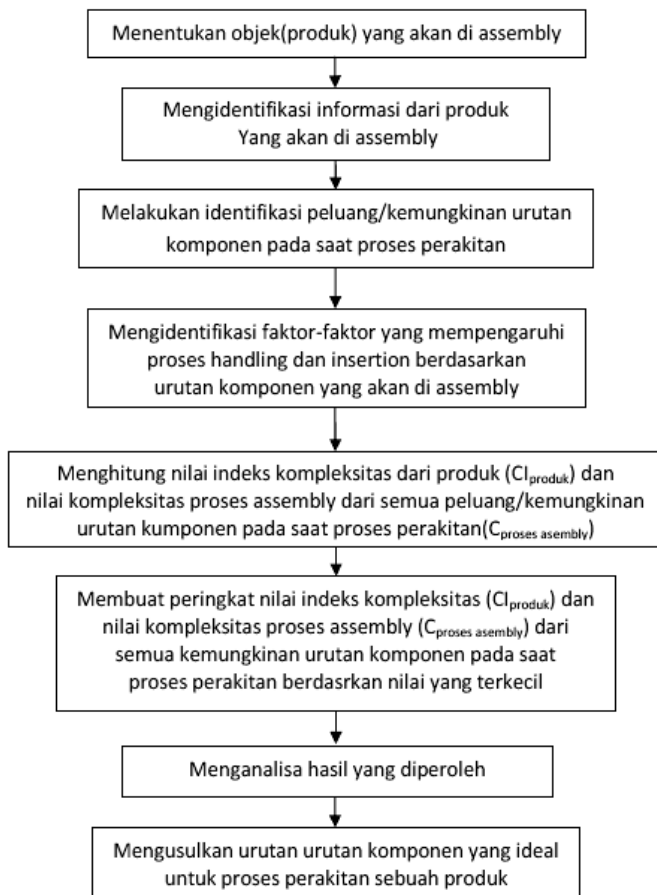 Menentukan objek(produk) yang akan di assembly
Mengidentifikasi informasi dari produk
Yang akan di assembly
Melakukan identifikasi peluang/kemungkinan urutan
komponen pada saat proses perakitan
Mengidentifikasi faktor-faktor yang mempengaruhi
proses handling dan insertion berdasarkan
urutan komponen yang akan di assembly
Menghitung nilai indeks kompleksitas dari produk (CIproduk) dan
nilai kompleksitas proses assembly dari semua peluang/kemungkinan
urutan kumponen pada saat proses perakitan(Cproses asembly)
Membuat peringkat nilai indeks kompleksitas (CIproduk) dan
nilai kompleksitas proses assembly (Cproses asembly) dari
semua kemungkinan urutan komponen pada saat
proses perakitan berdasrkan nilai yang terkecil
Menganalisa hasil yang diperoleh
Mengusulkan urutan urutan komponen yang ideal
untuk proses perakitan sebuah produk